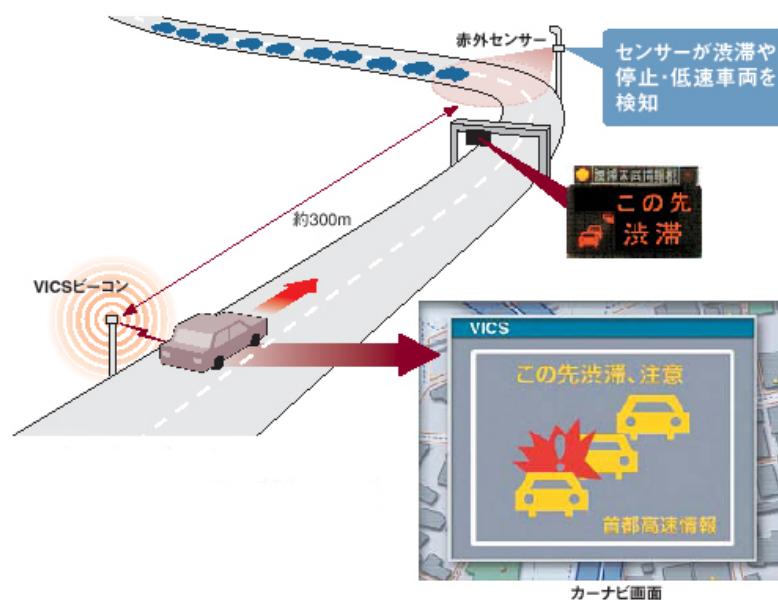 赤外センサー
センサーが渋滞や
停止・低速車両を
検知
この先
渋滞
約300m
VICSビーコン
VICS
この先渋滞、注意
首都高速情報
カーナビ画面